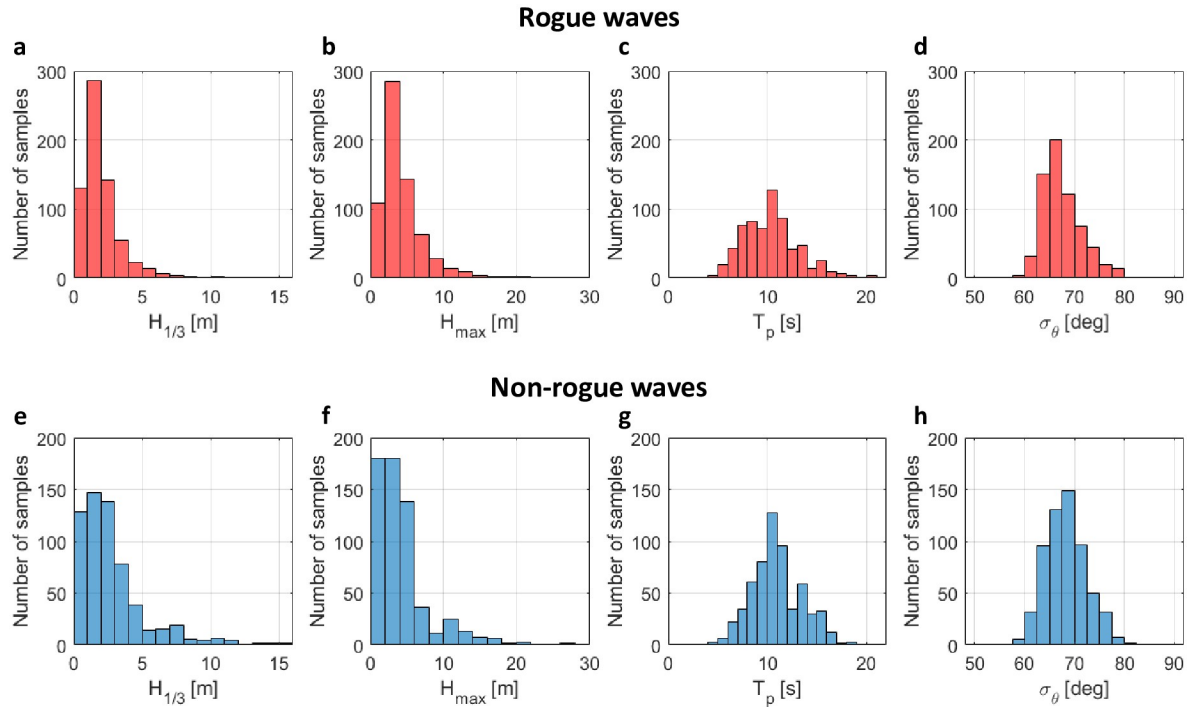 Rogue waves
a b c d
Number of samples
300
200
100
0
0 5 10 15
H1/3 [m]
Number of samples
300
200
100
0
0 10 20 30
Hmax [m]
Number of samples
300
200
100
0
0 10 20
Tp [s]
Number of samples
300
200
100
0
50 60 70 80 90
σθ [deg]
Non-rogue waves
e f g h
Number of samples
200
150
100
50
0
0 5 10 15
H1/3 [m]
Number of samples
200
150
100
50
0
0 10 20 30
Hmax [m]
Number of samples
200
150
100
50
0
0 10 20
Tp [s]
Number of samples
200
150
100
50
0
50 60 70 80 90
σθ [deg]